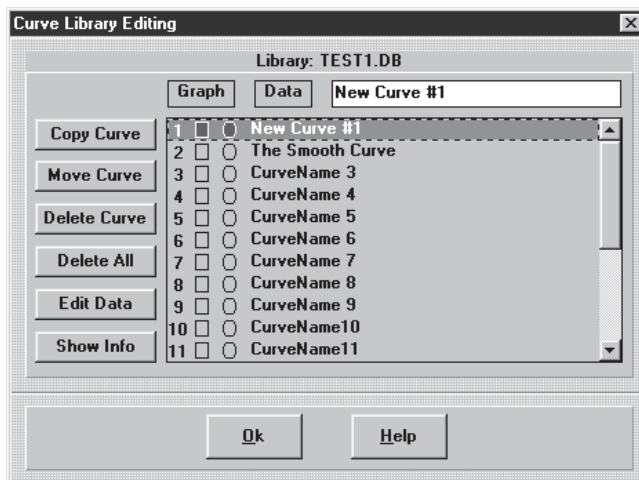 Curve Library Editing
Library: TEST1.DB
Graph Data New Curve #1
Copy Curve
Move Curve
Delete Curve
Delete All
Edit Data
Show Info
1 New Curve #1
2 The Smooth Curve
3 CurveName 3
4 CurveName 4
5 CurveName 5
6 CurveName 6
7 CurveName 7
8 CurveName 8
9 CurveName 9
10 CurveName10
11 CurveName11
Ok Help